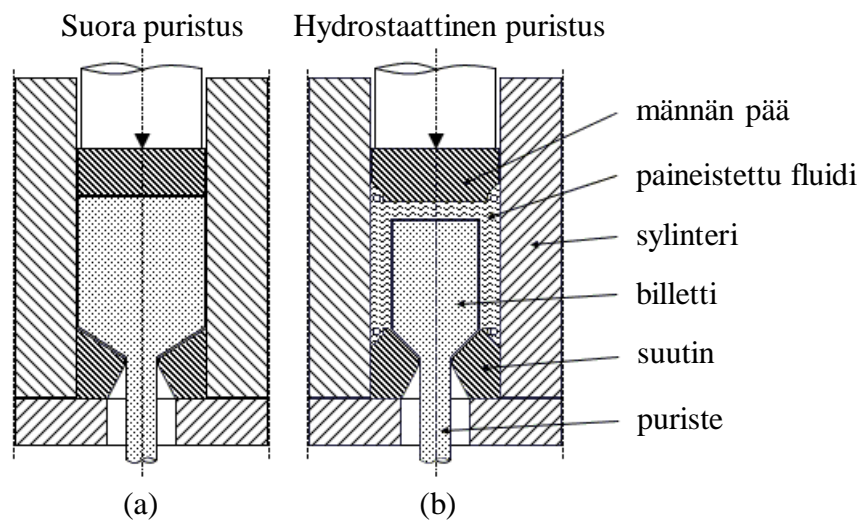 Suora puristus
Hydrostaattinen puristus
männän pää
paineistettu fluidi
sylinteri
billetti
suutin
puriste
(a)
(b)